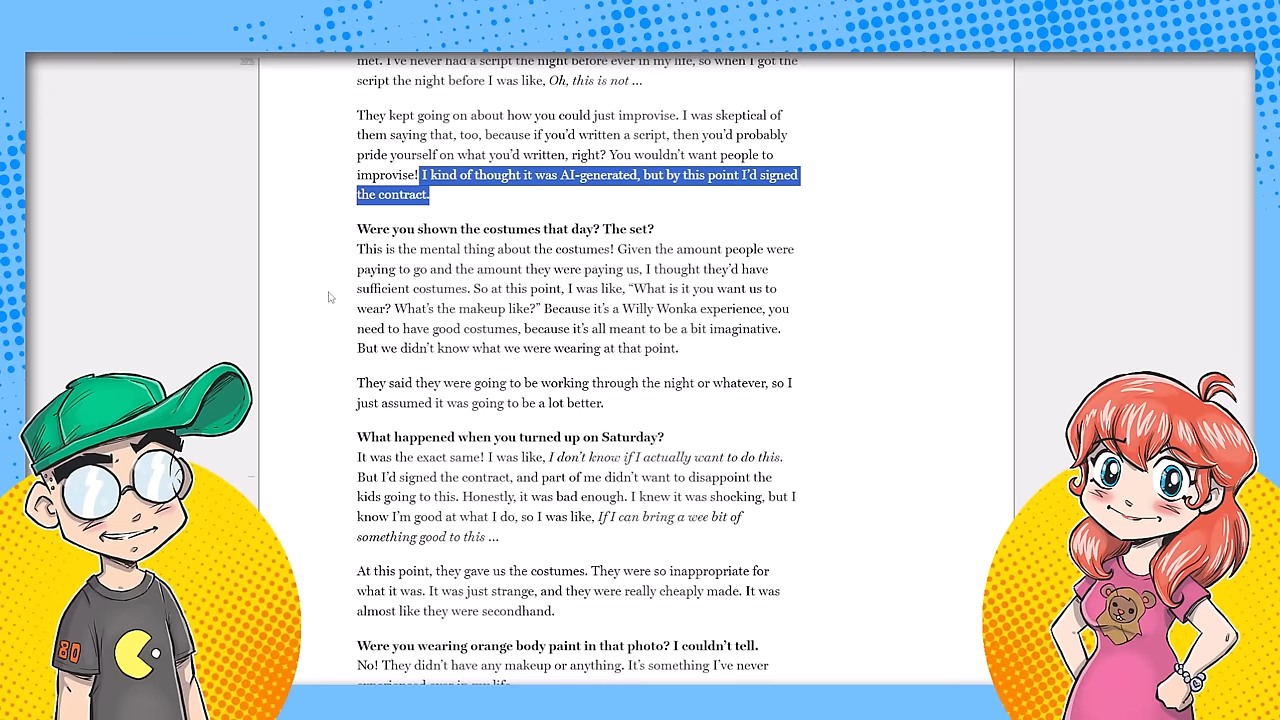 met. I've never had a script the night before ever in my life, so when I got the
script the night before I was like, Oh, this is not ...
They kept going on about how you could just improvise. I was skeptical of
them saying that, too, because if you'd written a script, then you'd probably
pride yourself on what you'd written, right? You wouldn't want people to
improvise! I kind of thought it was AI-generated, but by this point I'd signed
the contract.
Were you shown the costumes that day? The set?
This is the mental thing about the costumes! Given the amount people were
paying to go and the amount they were paying us, I thought they'd have
sufficient costumes. So at this point, I was like, “What is it you want us to
wear? What's the makeup like?” Because it's a Willy Wonka experience, you
need to have good costumes, because it's all meant to be a bit imaginative.
But we didn't know what we were wearing at that point.
They said they were going to be working through the night or whatever, so I
just assumed it was going to be a lot better.
What happened when you turned up on Saturday?
It was the exact same! I was like, I don't know if I actually want to do this.
But I'd signed the contract, and part of me didn't want to disappoint the
kids going to this. Honestly, it was bad enough. I knew it was shocking, but I
know I'm good at what I do, so I was like, If I can bring a wee bit of
something good to this ...
At this point, they gave us the costumes. They were so inappropriate for
what it was. It was just strange, and they were really cheaply made. It was
almost like they were secondhand.
Were you wearing orange body paint in that photo? I couldn't tell.
No! They didn't have any makeup or anything. It's something I've never
experienced ever in my life.
80